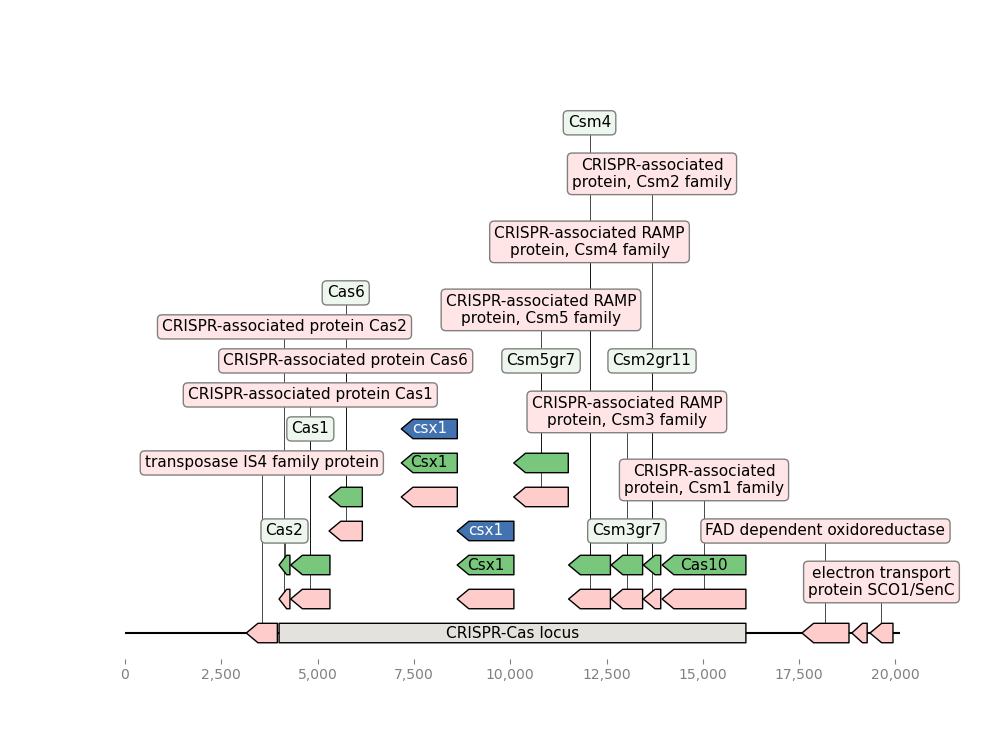 Csm4
CRISPR-associated
protein, Csm2 family
CRISPR-associated RAMP
protein, Csm4 family
Cas6
CRISPR-associated RAMP
protein, Csm5 family
CRISPR-associated protein Cas2
CRISPR-associated protein Cas6
Csm5gr7
Csm2gr11
CRISPR-associated protein Cas1
CRISPR-associated RAMP
protein, Csm3 family
Cas1
csx1
transposase IS4 family protein
Csx1
CRISPR-associated
protein, Csm1 family
Cas2
csx1
Csm3gr7
FAD dependent oxidoreductase
Csx1
Cas10
electron transport
protein SCO1/SenC
CRISPR-Cas locus
0
2,500
5,000
7,500
10,000
12,500
15,000
17,500
20,000